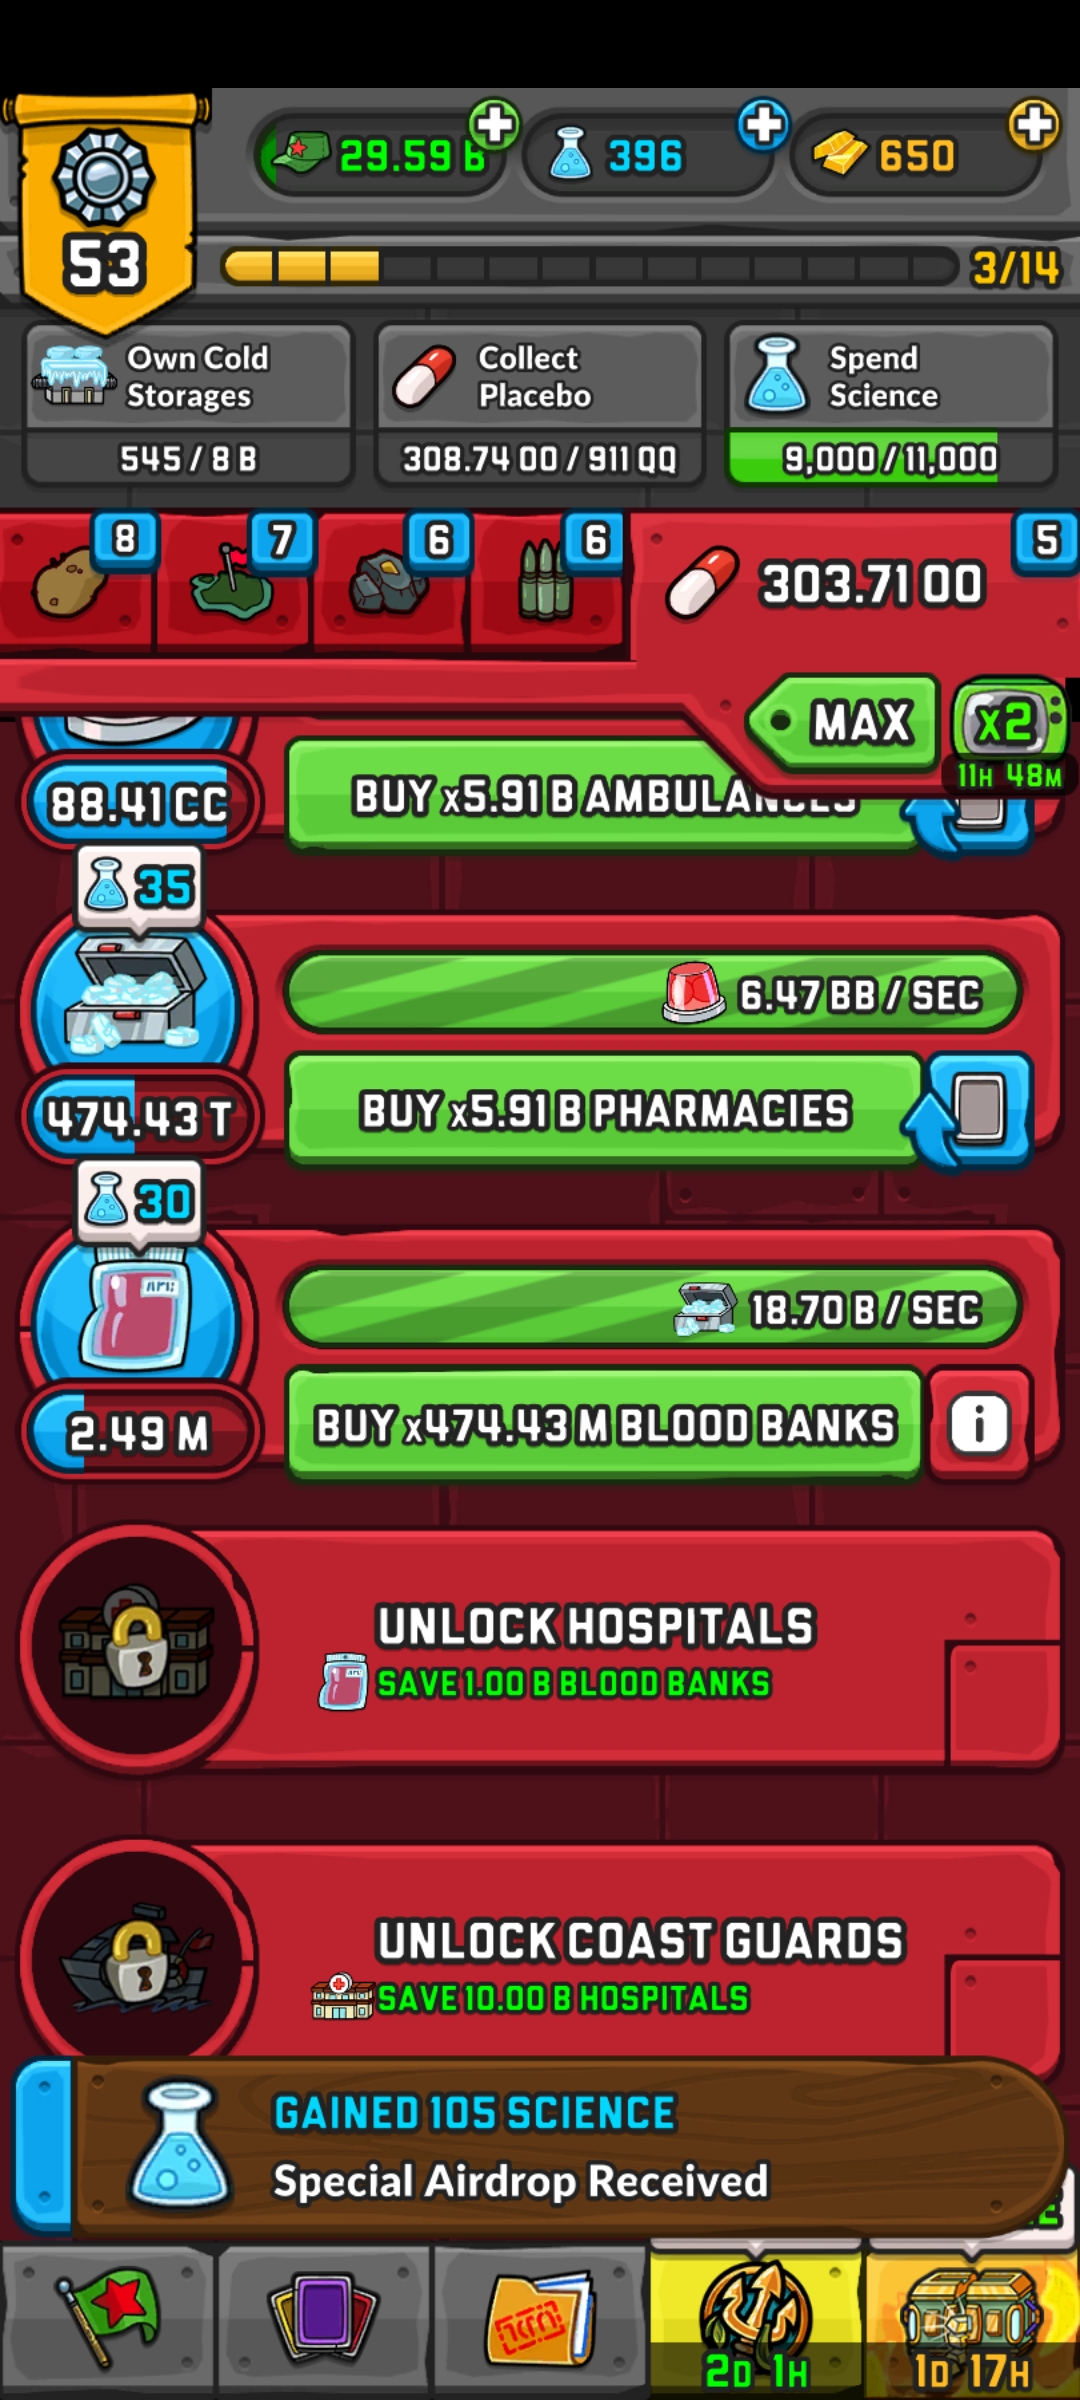 53
29.59 B
396
650
3/14
Own Cold
Storages
545 / 8 B
Collect
Placebo
308.74 OO / 911 QQ
Spend
Science
9,000 / 11,000
8
7
6
6
303.71 OO
5
MAX
x2
11H 48M
88.41 CC
BUY x5.91 B AMBULANCES
35
6.47 BB / SEC
474.43 T
BUY x5.91 B PHARMACIES
30
18.70 B / SEC
2.49 M
BUY x474.43 M BLOOD BANKS
i
UNLOCK HOSPITALS
SAVE 1.00 B BLOOD BANKS
UNLOCK COAST GUARDS
SAVE 10.00 B HOSPITALS
GAINED 105 SCIENCE
Special Airdrop Received
2D 1H
1D 17H